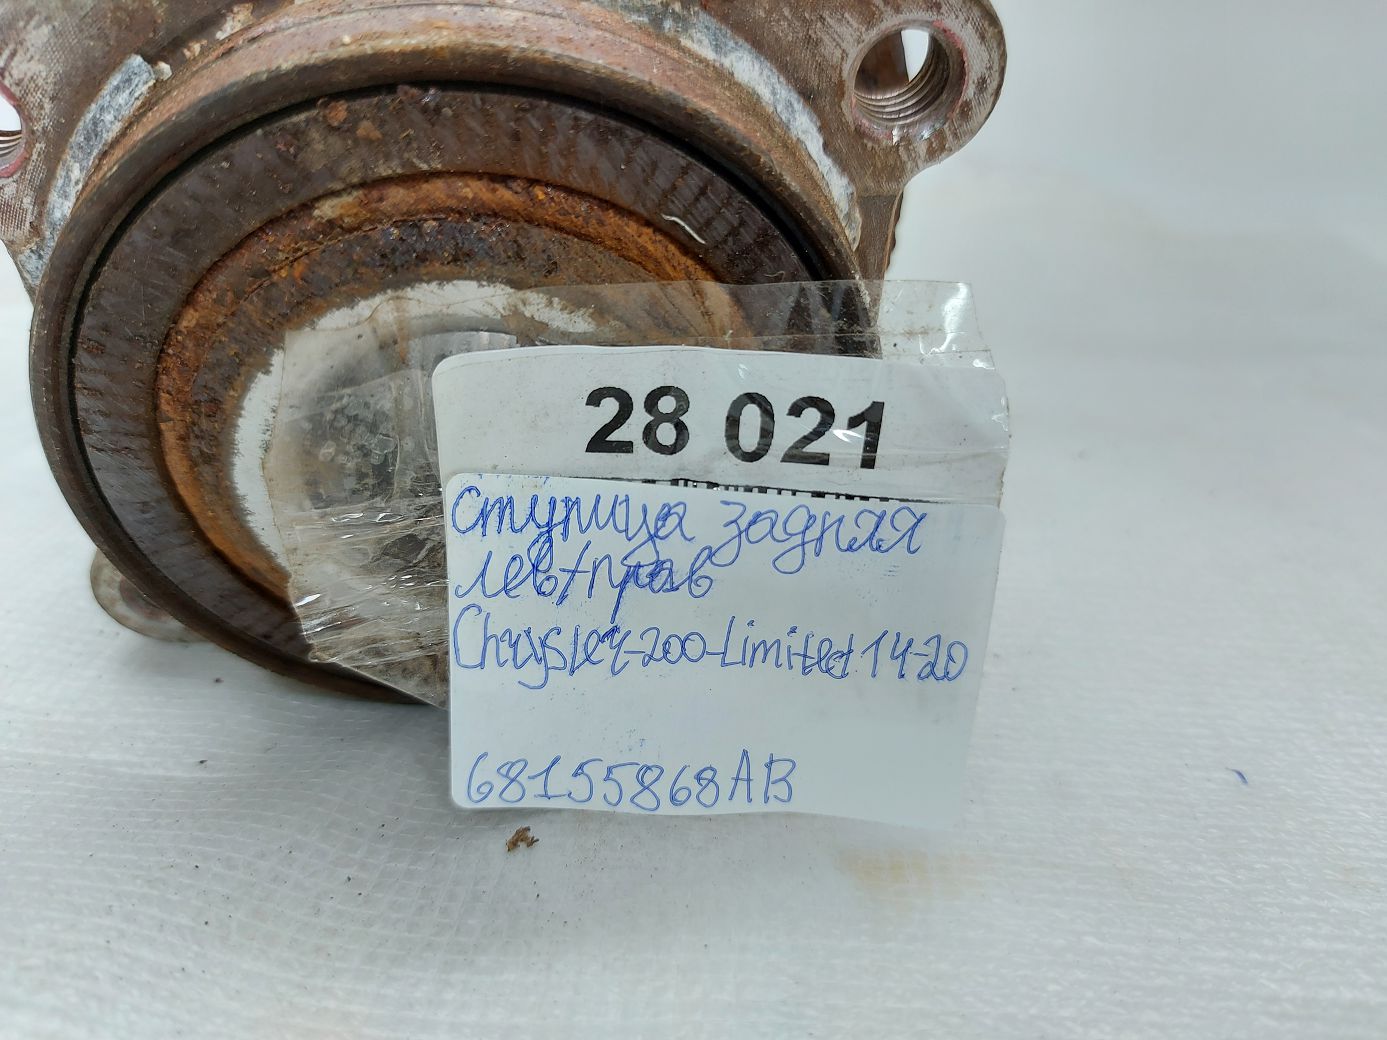 28 021
ступица задняя
лев/прав
Chrysler-200-Limited 14-20
68155868AB